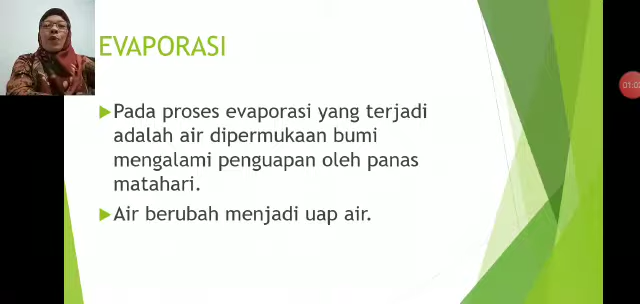 EVAPORASI
Pada proses evaporasi yang terjadi
adalah air dipermukaan bumi
mengalami penguapan oleh panas
matahari.
Air berubah menjadi uap air.